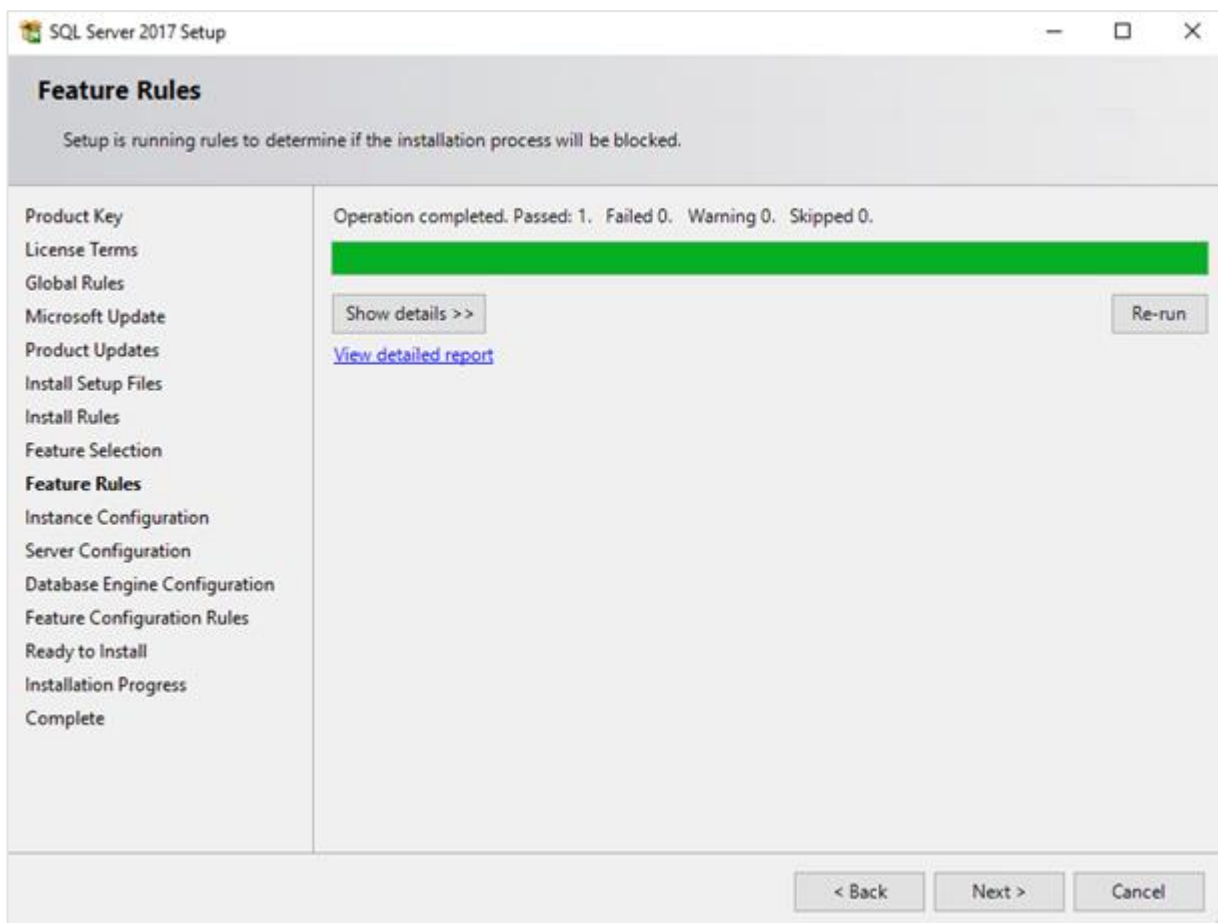 SQL Server 2017 Setup
Feature Rules
Setup is running rules to determine if the installation process will be blocked.
Product Key
License Terms
Global Rules
Microsoft Update
Product Updates
Install Setup Files
Install Rules
Feature Selection
Feature Rules
Instance Configuration
Server Configuration
Database Engine Configuration
Feature Configuration Rules
Ready to Install
Installation Progress
Complete
Operation completed. Passed: 1.   Failed 0.   Warning 0.   Skipped 0.
Show details >>
Re-run
View detailed report
< Back
Next >
Cancel